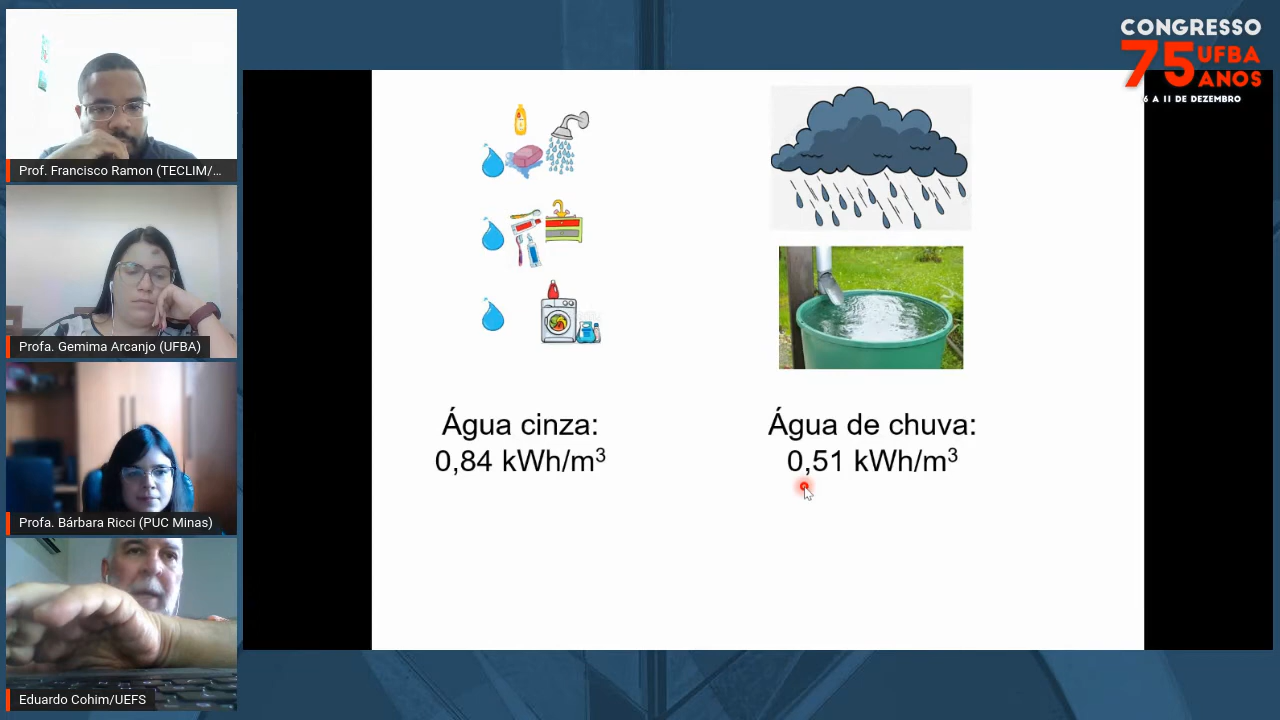 CONGRESSO
75 UFBA
ANOS
6 A 11 DE DEZEMBRO
Prof. Francisco Ramon (TECLIM/...
Profa. Gemima Arcanjo (UFBA)
Profa. Bárbara Ricci (PUC Minas)
Eduardo Cohim/UEFS
Água cinza:
0,84 kWh/m³
Água de chuva:
0,51 kWh/m³